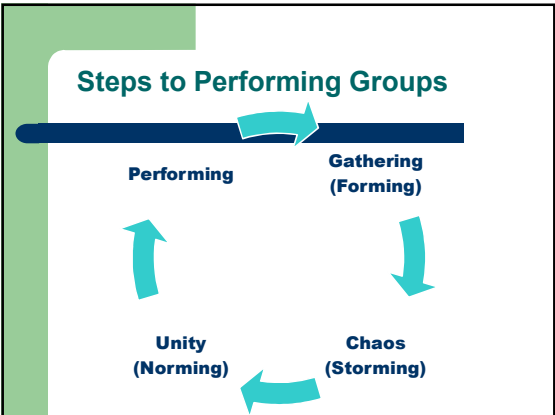 Steps to Performing Groups
Performing
Gathering
(Forming)
Unity
(Norming)
Chaos
(Storming)